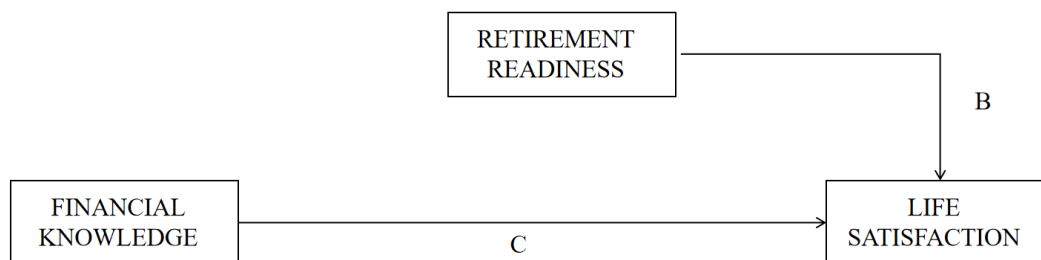 RETIREMENT
READINESS
B
FINANCIAL
KNOWLEDGE
C
LIFE
SATISFACTION